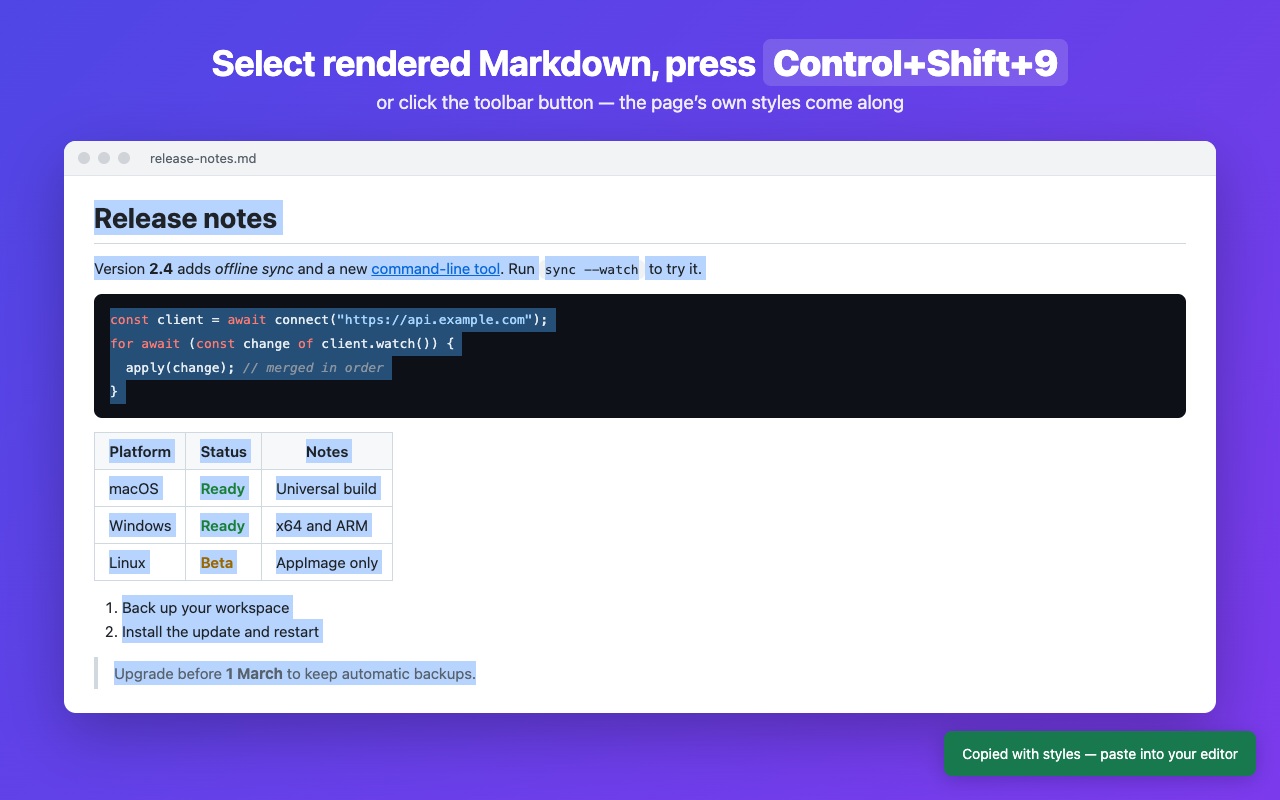 Select rendered Markdown, press Control+Shift+9
or click the toolbar button — the page’s own styles come along
release-notes.md
Release notes
Version 2.4 adds offline sync and a new command-line tool. Run sync --watch to try it.
const client = await connect("https://api.example.com");
for await (const change of client.watch()) {
  apply(change); // merged in order
}
Platform Status Notes
macOS Ready Universal build
Windows Ready x64 and ARM
Linux Beta AppImage only
1. Back up your workspace
2. Install the update and restart
Upgrade before 1 March to keep automatic backups.
Copied with styles — paste into your editor